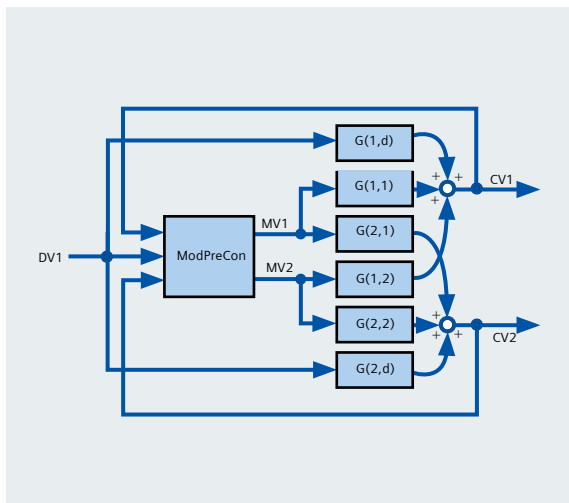 G(1,d)
+ +
CV1
G(1,1)
+
MV1
G(2,1)
DV1
ModPreCon
MV2
G(1,2)
+
G(2,2)
+ +
CV2
G(2,d)